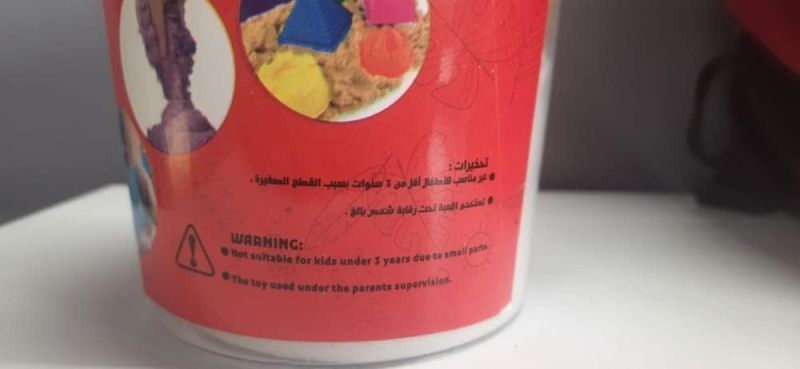 تحذيرات :
● غير مناسب للأطفال أقل من 3 سنوات بسبب القطع الصغيرة .
● تستخدم اللعبة تحت رقابة شخص بالغ .
WARNING:
● Not suitable for kids under 3 years due to small parts.
● The toy used under the parents supervision.